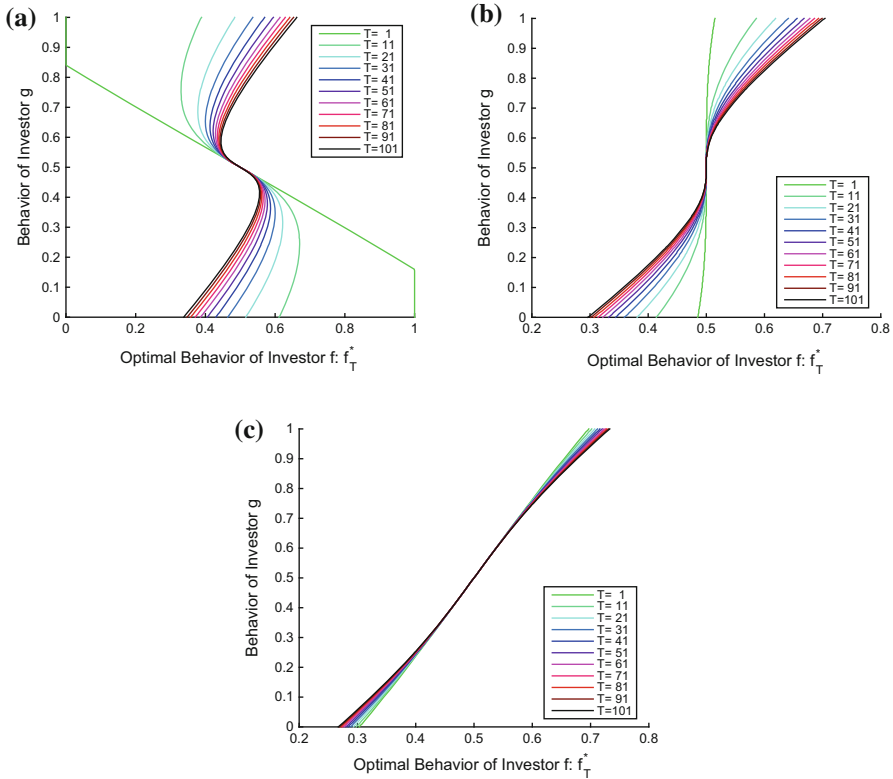 (a)
1
0.9
0.8
0.7
0.6
0.5
0.4
0.3
0.2
0.1
0
Behavior of Investor g
0 0.2 0.4 0.6 0.8 1
Optimal Behavior of Investor f: f*T
T= 1
T= 11
T= 21
T= 31
T= 41
T= 51
T= 61
T= 71
T= 81
T= 91
T=101
(b)
1
0.9
0.8
0.7
0.6
0.5
0.4
0.3
0.2
0.1
0
Behavior of Investor g
0.2 0.3 0.4 0.5 0.6 0.7 0.8
Optimal Behavior of Investor f: f*T
T= 1
T= 11
T= 21
T= 31
T= 41
T= 51
T= 61
T= 71
T= 81
T= 91
T=101
(c)
1
0.9
0.8
0.7
0.6
0.5
0.4
0.3
0.2
0.1
0
Behavior of Investor g
0.2 0.3 0.4 0.5 0.6 0.7 0.8
Optimal Behavior of Investor f: f*T
T= 1
T= 11
T= 21
T= 31
T= 41
T= 51
T= 61
T= 71
T= 81
T= 91
T=101